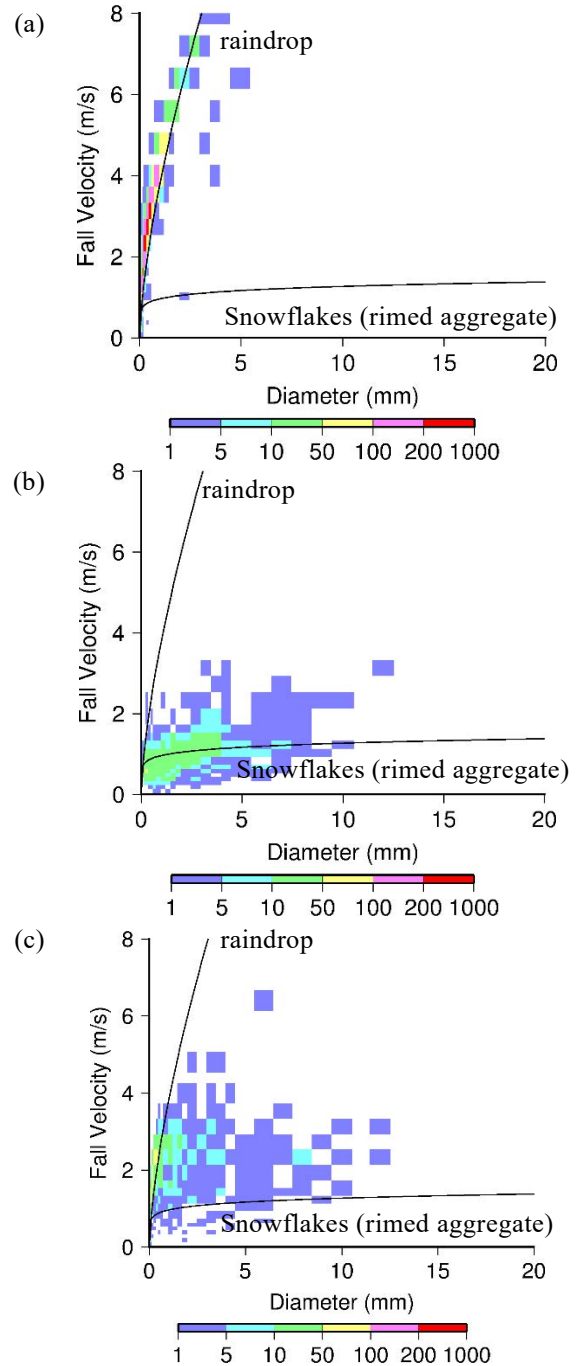 (a)
raindrop
8
6
4
2
0
Fall Velocity (m/s)
Snowflakes (rimed aggregate)
0 5 10 15 20
Diameter (mm)
1 5 10 50 100 200 1000
(b)
raindrop
8
6
4
2
0
Fall Velocity (m/s)
Snowflakes (rimed aggregate)
0 5 10 15 20
Diameter (mm)
1 5 10 50 100 200 1000
(c)
raindrop
8
6
4
2
0
Fall Velocity (m/s)
Snowflakes (rimed aggregate)
0 5 10 15 20
Diameter (mm)
1 5 10 50 100 200 1000